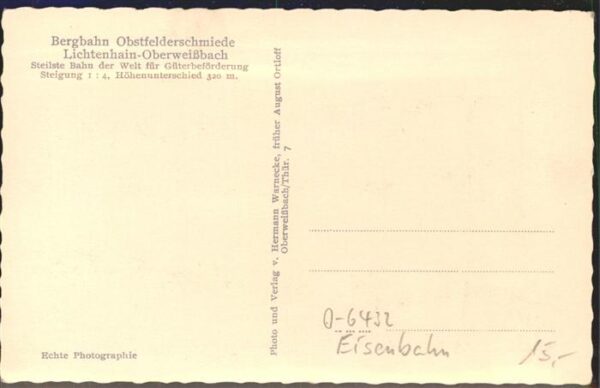 Bergbahn Obstfelderschmiede
Lichtenhain-Oberweißbach
Steilste Bahn der Welt für Güterbeförderung
Steigung 1 : 4, Höhenunterschied 320 m.
Photo und Verlag v. Hermann Warnecke, früher August Ortloff
Oberweißbach/Thür. 7
O-6432
Eisenbahn
15,-
Echte Photographie